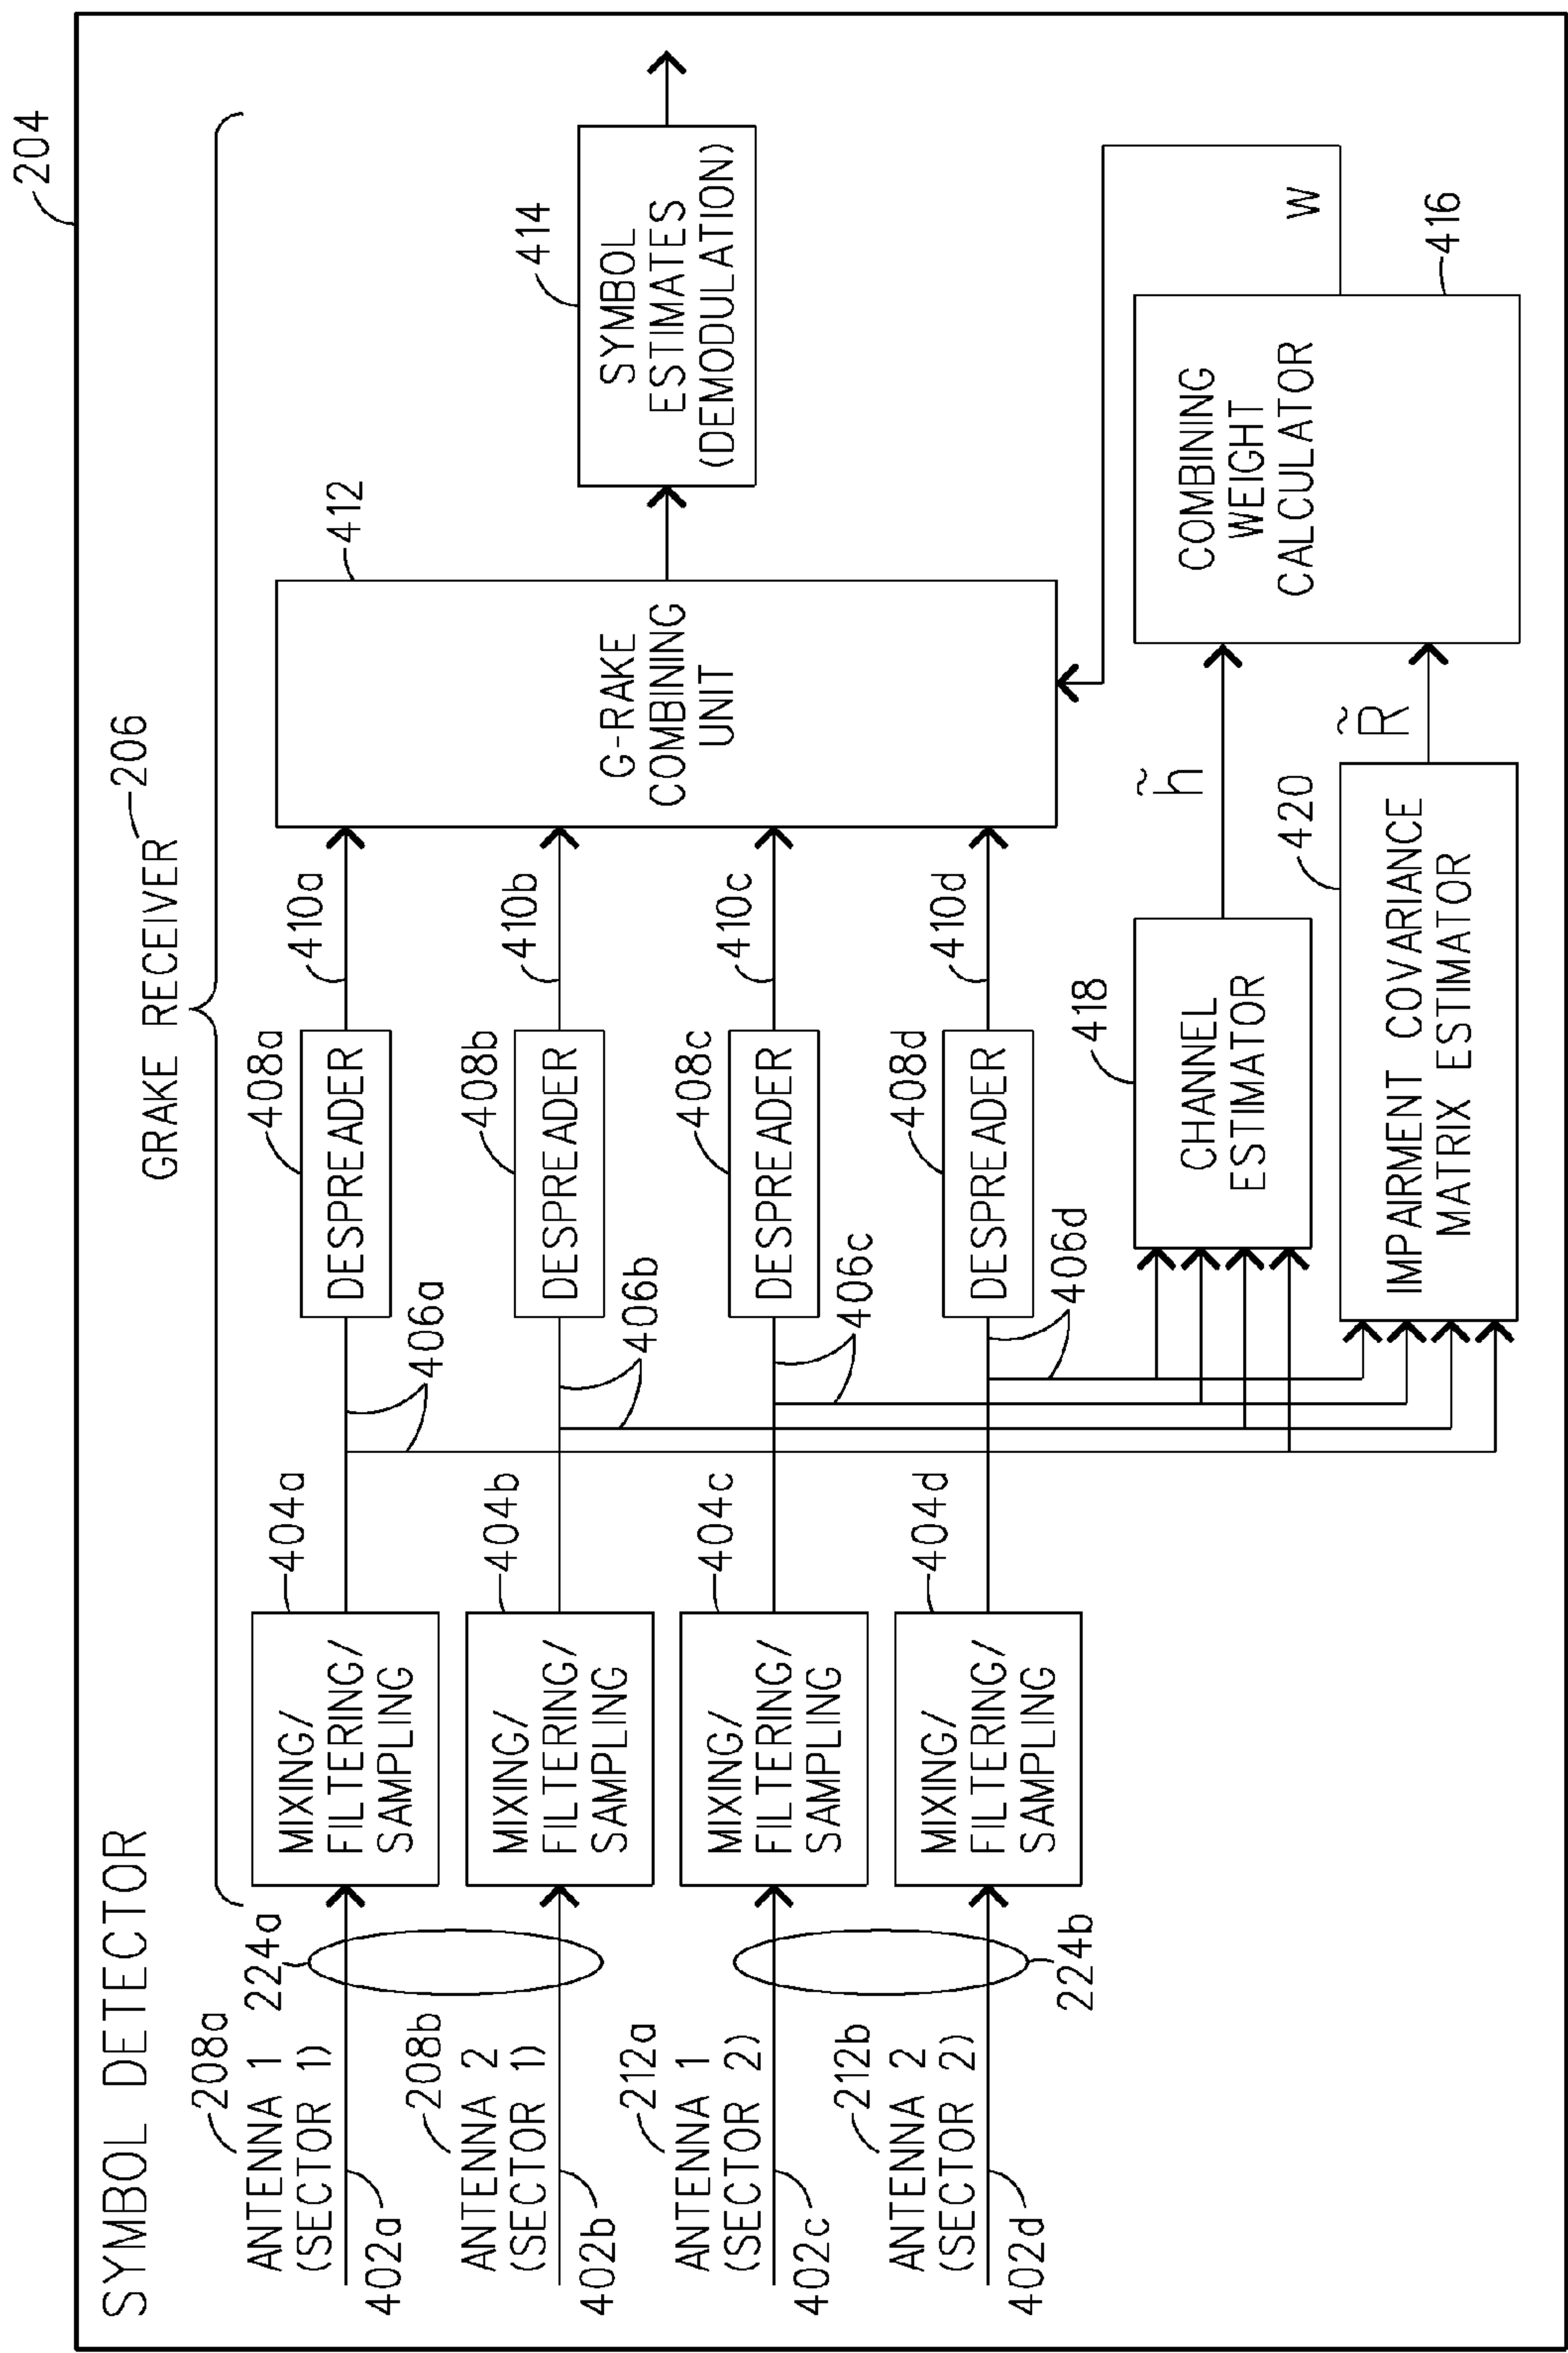 SYMBOL DETECTOR
204
GRAKE RECEIVER
206
208a
ANTENNA 1
(SECTOR 1)
402a
224a
MIXING/
FILTERING/
SAMPLING
404a
406a
408a
DESPREADER
410a
208b
ANTENNA 2
(SECTOR 1)
402b
MIXING/
FILTERING/
SAMPLING
404b
406b
408b
DESPREADER
410b
212a
ANTENNA 1
(SECTOR 2)
402c
MIXING/
FILTERING/
SAMPLING
404c
406c
408c
DESPREADER
410c
212b
ANTENNA 2
(SECTOR 2)
402d
224b
MIXING/
FILTERING/
SAMPLING
404d
406d
408d
DESPREADER
410d
412
G-RAKE
COMBINING
UNIT
414
SYMBOL
ESTIMATES
(DEMODULATION)
418
CHANNEL
ESTIMATOR
h̃
420
IMPAIRMENT COVARIANCE
MATRIX ESTIMATOR
R̃
COMBINING
WEIGHT
CALCULATOR
416
w